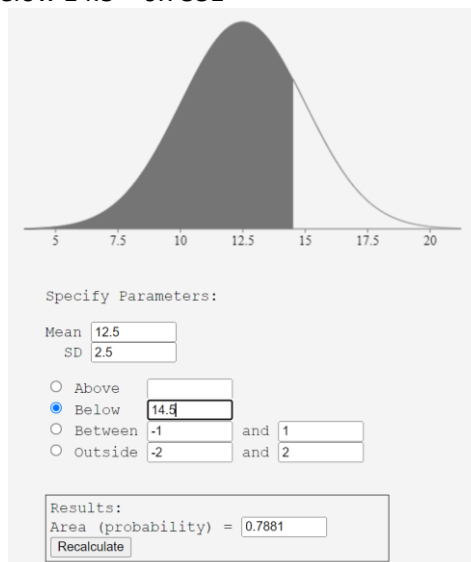 5 7.5 10 12.5 15 17.5 20
Specify Parameters:
Mean 12.5
SD 2.5
Above
Below 14.5
Between -1 and 1
Outside -2 and 2
Results:
Area (probability) = 0.7881
Recalculate